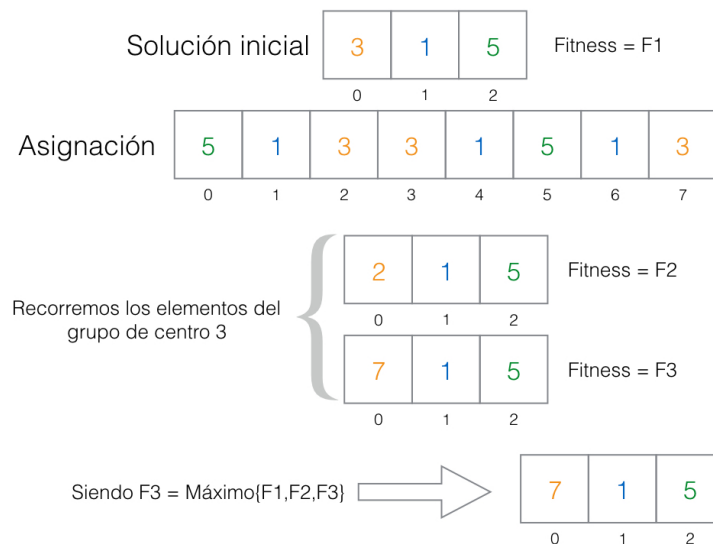 Solución inicial 3 1 5 Fitness = F1
0 1 2
Asignación 5 1 3 3 1 5 1 3
0 1 2 3 4 5 6 7
2 1 5 Fitness = F2
0 1 2
Recorremos los elementos del
grupo de centro 3
7 1 5 Fitness = F3
0 1 2
Siendo F3 = Máximo{F1,F2,F3} 7 1 5
0 1 2